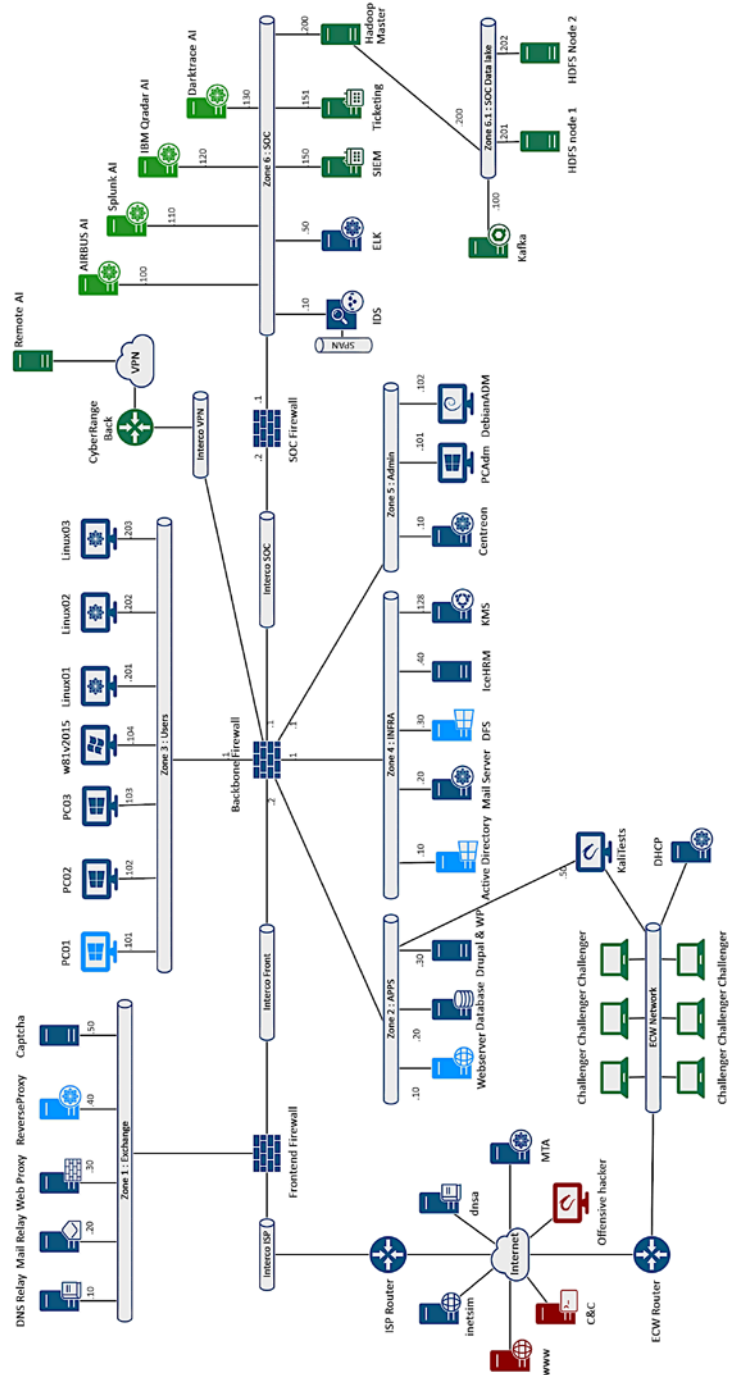 DNS Relay
Mail Relay
Web Proxy
ReverseProxy
Captcha
.10
.20
.30
.40
.50
Zone 1 : Exchange
PC01
PC02
PC03
w81v2015
Linux01
Linux02
Linux03
.101
.102
.103
.104
.201
.202
.203
Zone 3 : Users
Remote AI
VPN
CyberRange
Back
Interco VPN
AIRBUS AI
Splunk AI
IBM Qradar AI
Darktrace AI
.100
.110
.120
.130
Zone 6 : SOC
.10
.50
.150
.151
.200
SPAN
IDS
ELK
SIEM
Ticketing
Hadoop
Master
Interco ISP
Frontend Firewall
Interco Front
.2
Backbone Firewall
.1
.1
.1
.1
Interco SOC
.2
SOC Firewall
.1
ISP Router
Internet
inetsim
dnsa
MTA
Offensive hacker
www
c&C
ECW Router
Zone 2 : APPS
.10
.20
.30
.50
Webserver
Database
Drupal & WP
KaliTests
DHCP
ECW Network
Challenger
Challenger
Challenger
Challenger
Challenger
Challenger
Zone 4 : INFRA
.10
.20
.30
.40
.128
Active Directory
Mail Server
DFS
IceHRM
KMS
Zone 5 : Admin
.10
.101
.102
Centreon
PCAdm
DebianADM
.200
Zone 6.1 : SOC Data lake
.100
.201
.202
Kafka
HDFS node 1
HDFS Node 2